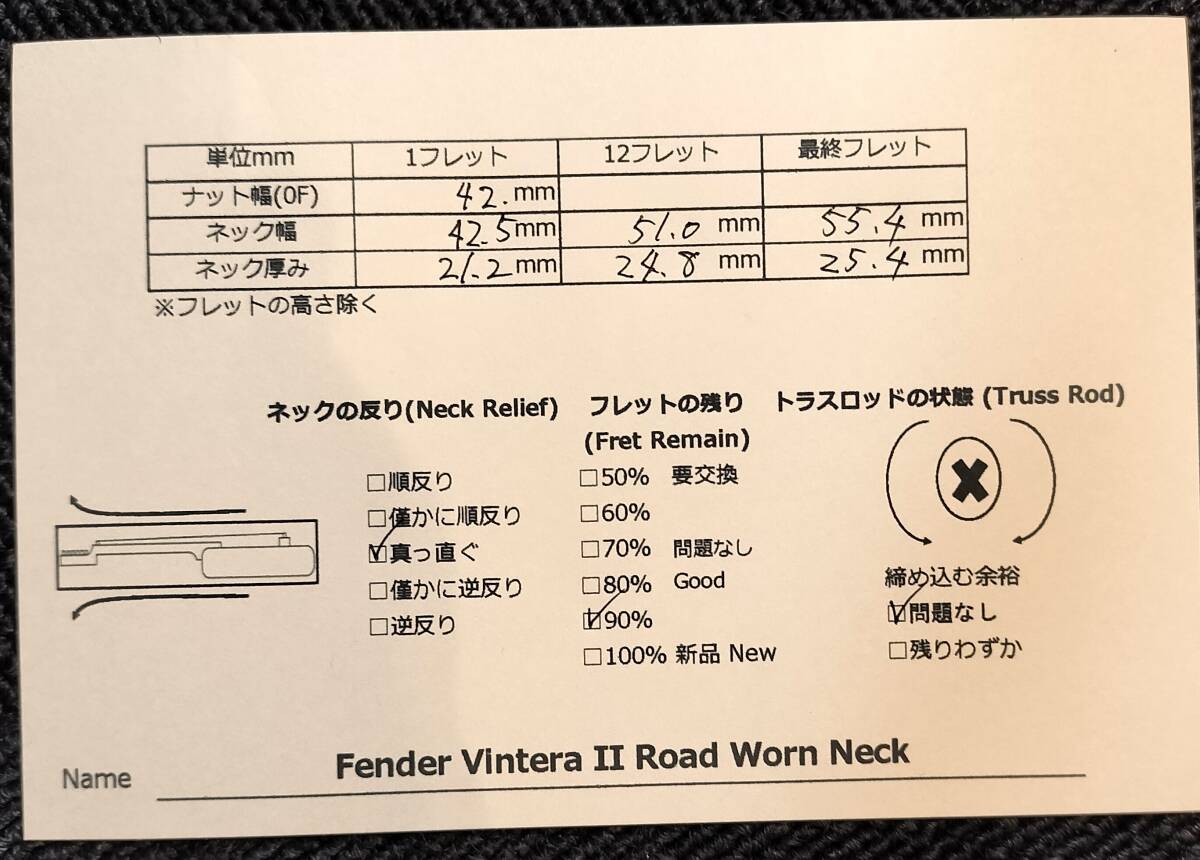 単位mm 1フレット 12フレット 最終フレット
ナット幅(0F) 42. mm
ネック幅 42.5 mm 51.0 mm 55.4 mm
ネック厚み 21.2 mm 24.8 mm 25.4 mm
※フレットの高さ除く
ネックの反り(Neck Relief)
□順反り
□僅かに順反り
☑真っ直ぐ
□僅かに逆反り
□逆反り
フレットの残り
(Fret Remain)
□50% 要交換
□60%
□70% 問題なし
□80% Good
☑90%
□100% 新品 New
トラスロッドの状態 (Truss Rod)
締め込む余裕
☑問題なし
□残りわずか
Name Fender Vintera II Road Worn Neck